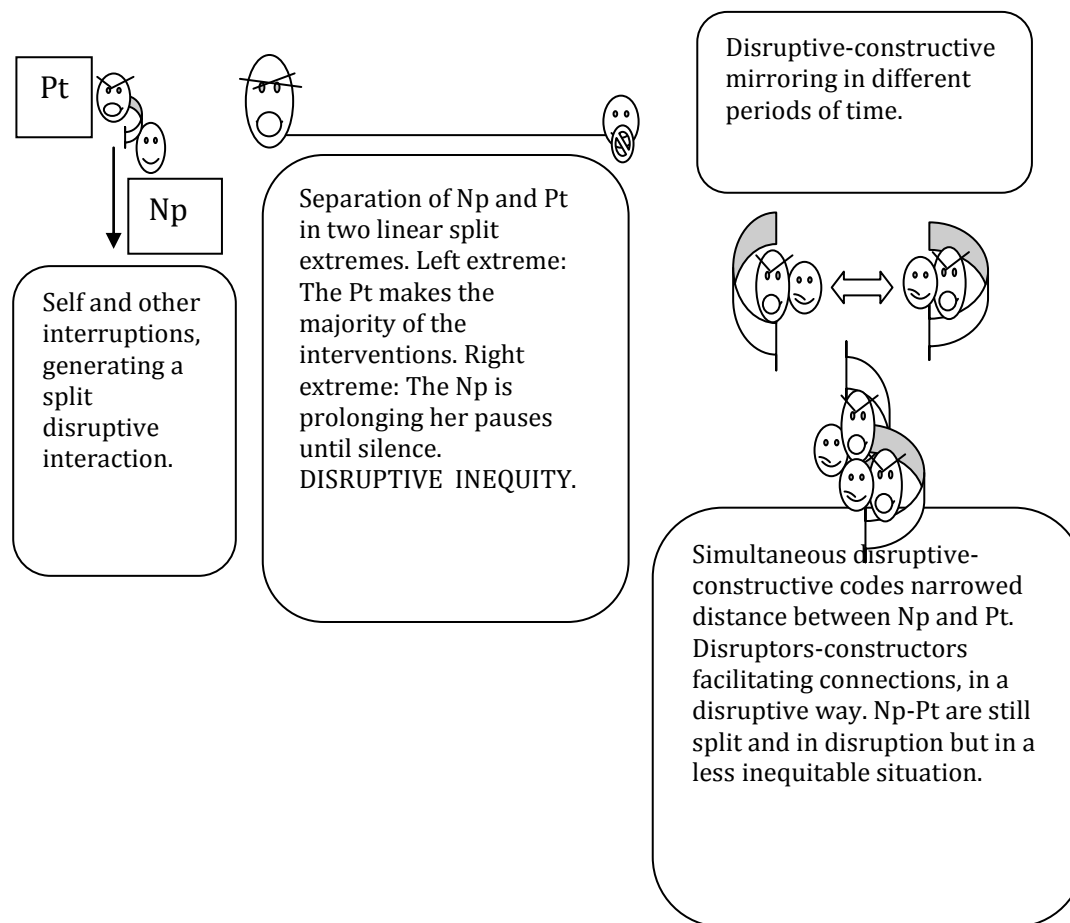 Pt
Np
Self and other
interruptions,
generating a
split
disruptive
interaction.
Separation of Np and Pt
in two linear split
extremes. Left extreme:
The Pt makes the
majority of the
interventions. Right
extreme: The Np is
prolonging her pauses
until silence.
DISRUPTIVE INEQUITY.
Disruptive-constructive
mirroring in different
periods of time.
Simultaneous disruptive-
constructive codes narrowed
distance between Np and Pt.
Disruptors-constructors
facilitating connections, in a
disruptive way. Np-Pt are still
split and in disruption but in a
less inequitable situation.